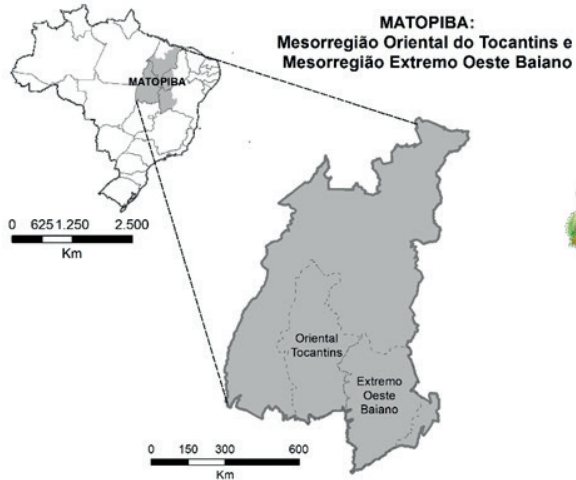 MATOPIBA:
Mesorregião Oriental do Tocantins e
Mesorregião Extremo Oeste Baiano
MATOPIBA
0 625 1.250 2.500
Km
Oriental
Tocantins
Extremo
Oeste
Baiano
0 150 300 600
Km